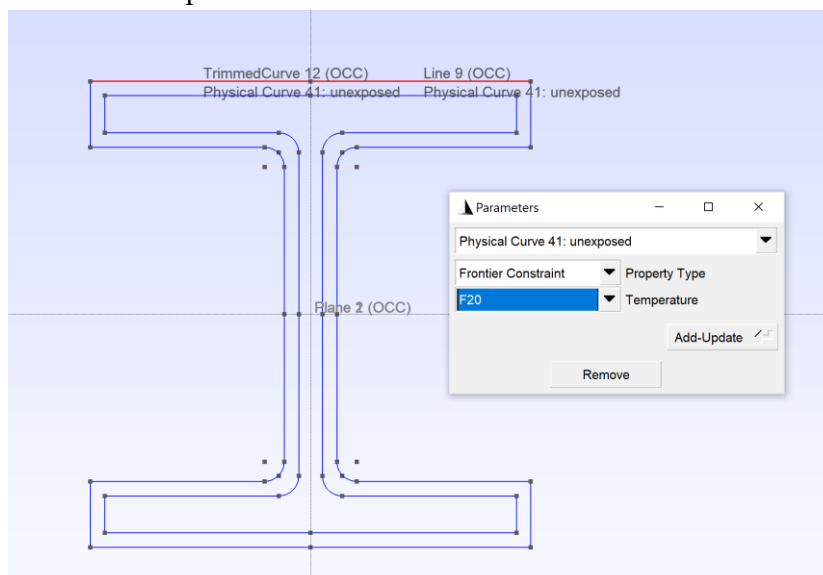 TrimmedCurve 12 (OCC) Line 9 (OCC)
Physical Curve 41: unexposed Physical Curve 41: unexposed
Parameters
Physical Curve 41: unexposed
Frontier Constraint Property Type
F20 Temperature
Plane (OCC)
Add-Update
Remove